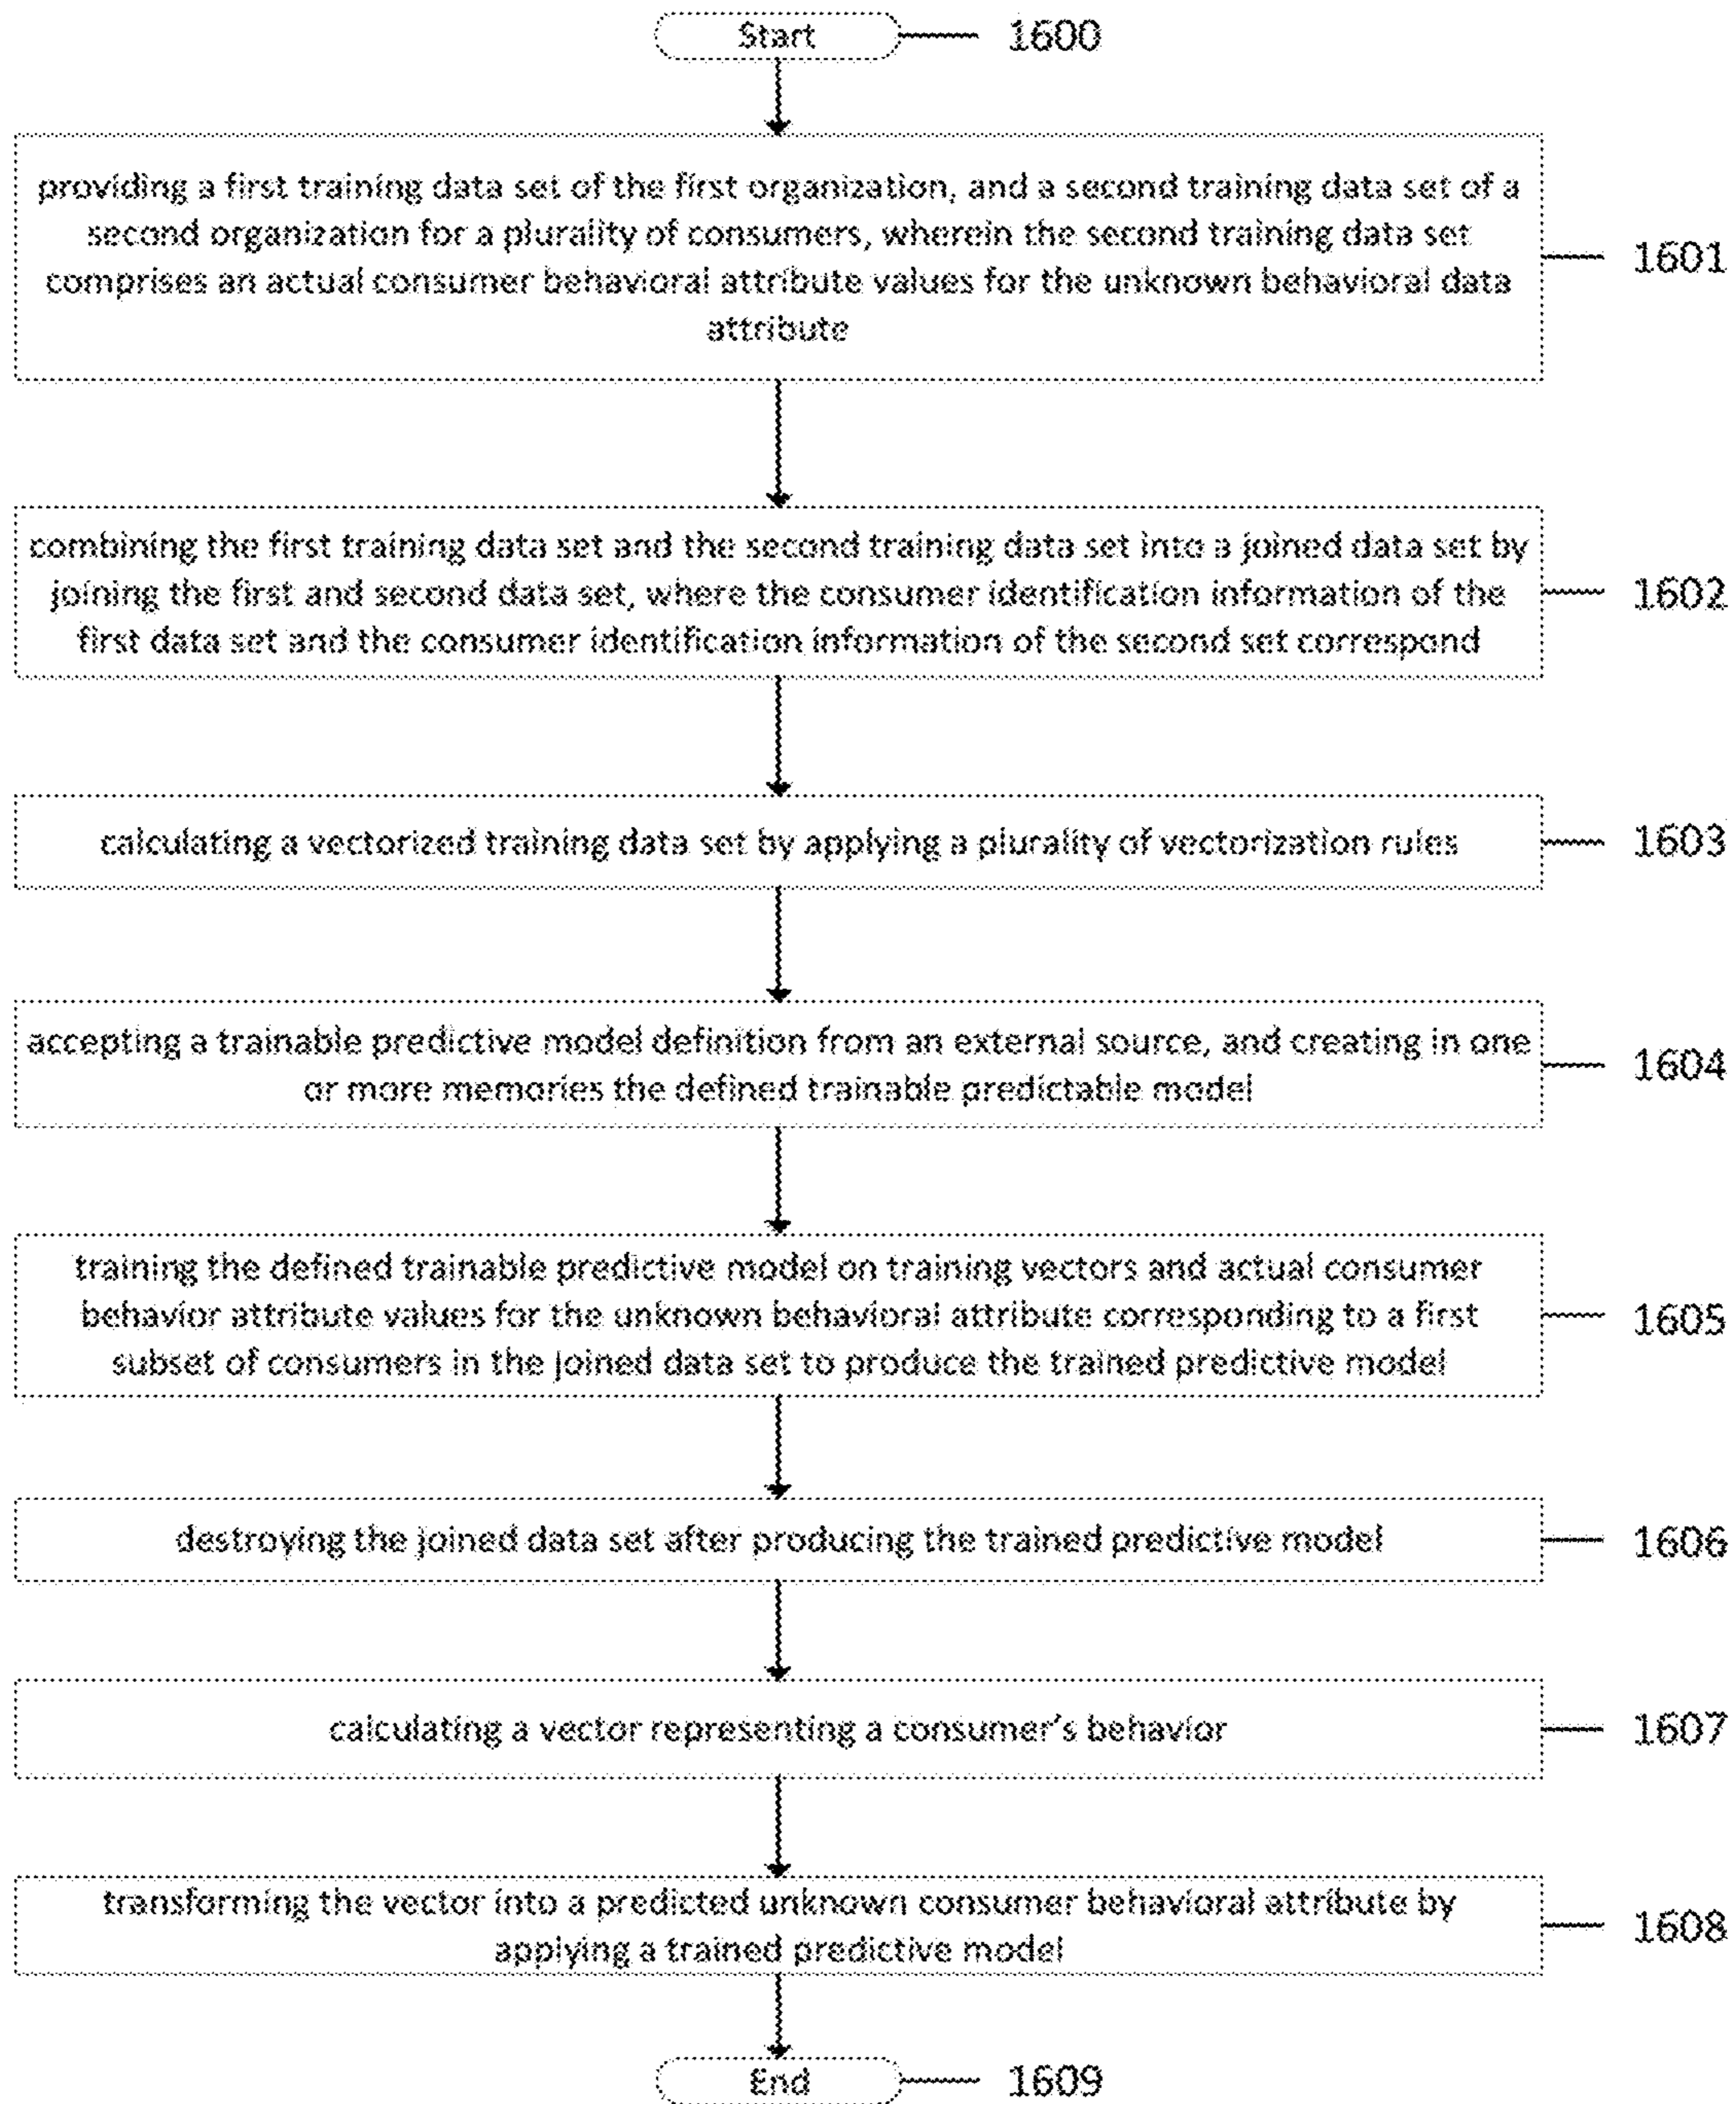 Start
1600
providing a first training data set of the first organization, and a second training data set of a
second organization for a plurality of consumers, wherein the second training data set
comprises an actual consumer behavioral attribute values for the unknown behavioral data
attribute
1601
combining the first training data set and the second training data set into a joined data set by
joining the first and second data set, where the consumer identification information of the
first data set and the consumer identification information of the second set correspond
1602
calculating a vectorized training data set by applying a plurality of vectorization rules
1603
accepting a trainable predictive model definition from an external source, and creating in one
or more memories the defined trainable predictable model
1604
training the defined trainable predictive model on training vectors and actual consumer
behavior attribute values for the unknown behavioral attribute corresponding to a first
subset of consumers in the joined data set to produce the trained predictive model
1605
destroying the joined data set after producing the trained predictive model
1606
calculating a vector representing a consumer's behavior
1607
transforming the vector into a predicted unknown consumer behavioral attribute by
applying a trained predictive model
1608
End
1609